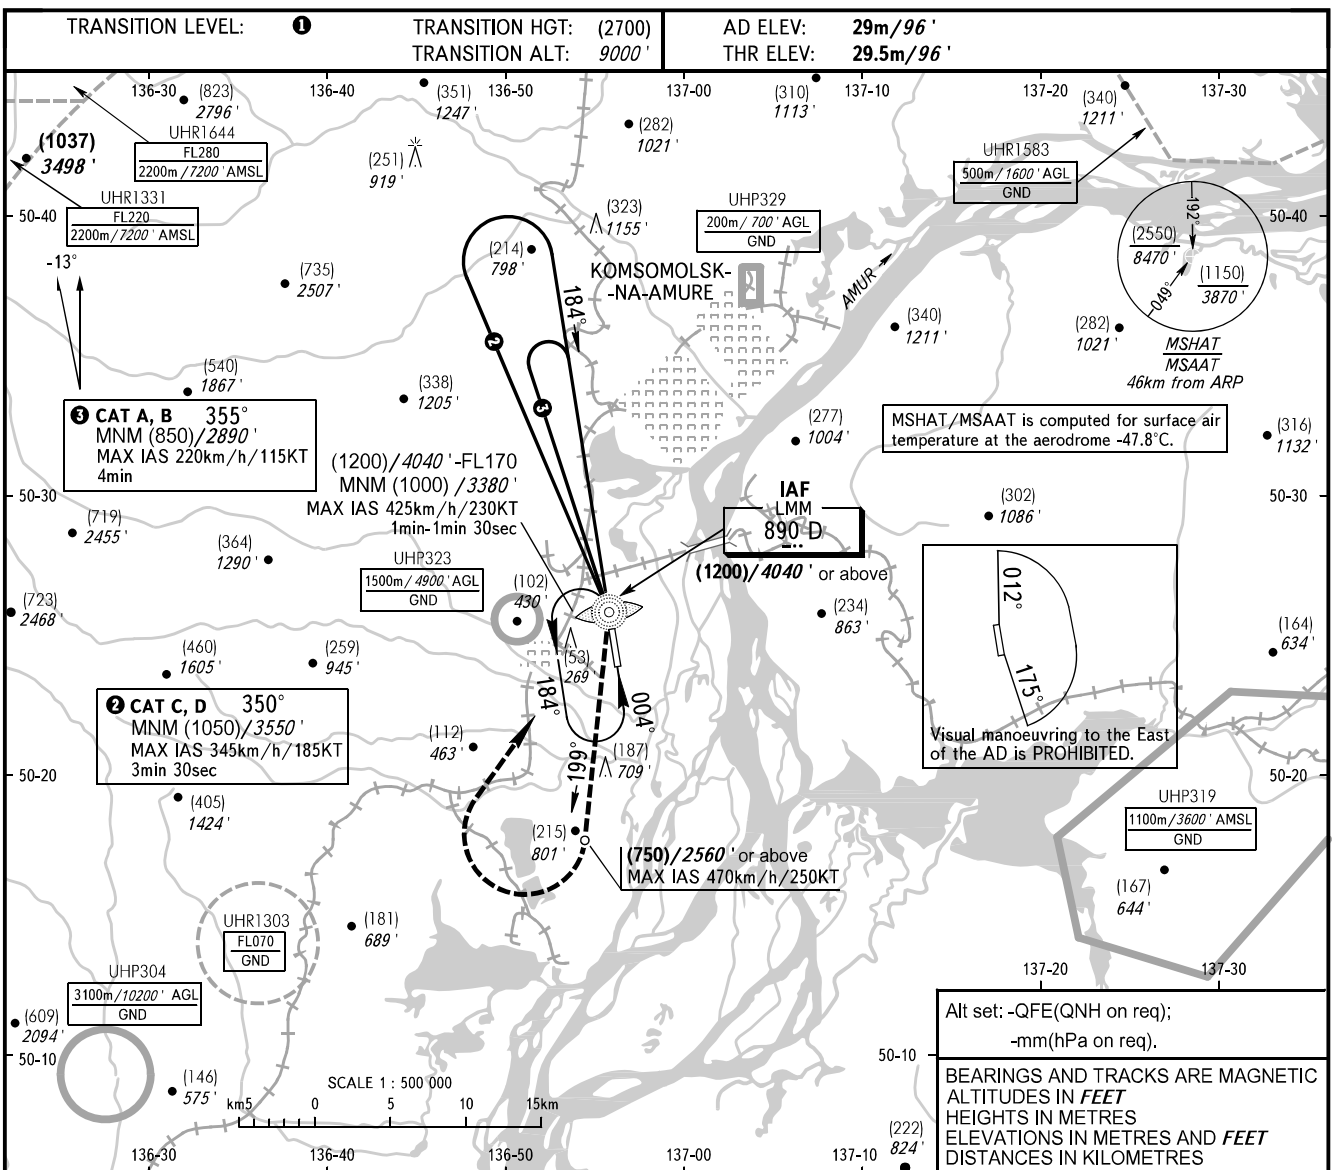 TRANSITION LEVEL: ❶
TRANSITION HGT: (2700)
TRANSITION ALT: 9000 '
AD ELEV: 29m/96 '
THR ELEV: 29.5m/96 '
136-30
136-40
136-50
137-00
137-10
137-20
137-30
(823)
2796 '
(351)
1247 '
(310)
1113 '
(340)
1211 '
(1037)
3498 '
UHR1644
FL280
2200m/7200 ' AMSL
(251)
919 '
(282)
1021 '
UHR1583
500m/1600 ' AGL
GND
UHR1331
FL220
2200m/7200 ' AMSL
50-40
(323)
1155 '
UHP329
200m/700 ' AGL
GND
50-40
192°
(2550)
8470 '
(1150)
3870 '
049°
MSHAT
MSAAT
46km from ARP
-13°
(214)
798 '
(735)
2507 '
KOMSOMOLSK-
-NA-AMURE
AMUR
184°
(340)
1211 '
(282)
1021 '
❷
❸
(540)
1867 '
(338)
1205 '
❸ CAT A, B 355°
MNM (850)/2890 '
MAX IAS 220km/h/115KT
4min
(277)
1004 '
MSHAT/MSAAT is computed for surface air
temperature at the aerodrome -47.8°C.
(316)
1132 '
(1200)/4040 '-FL170
MNM (1000) /3380 '
MAX IAS 425km/h/230KT
1min-1min 30sec
50-30
IAF
LMM
890 D
(1200)/4040 ' or above
(302)
1086 '
50-30
(719)
2455 '
(364)
1290 '
UHP323
1500m/4900 ' AGL
GND
(102)
430 '
(723)
2468 '
(234)
863 '
012°
175°
Visual manoeuvring to the East
of the AD is PROHIBITED.
(164)
634 '
(460)
1605 '
(259)
945 '
(53)
269 '
❷ CAT C, D 350°
MNM (1050)/3550 '
MAX IAS 345km/h/185KT
3min 30sec
184°
004°
169°
(112)
463 '
(187)
709 '
50-20
50-20
(405)
1424 '
(215)
801 '
(750)/2560 ' or above
MAX IAS 470km/h/250KT
UHP319
1100m/3600 ' AMSL
GND
(167)
644 '
UHR1303
FL070
GND
(181)
689 '
137-20
137-30
UHP304
3100m/10200 ' AGL
GND
(609)
2094 '
50-10
(146)
575 '
SCALE 1 : 500 000
km5 0 5 10 15km
50-10
(222)
824 '
136-30
136-40
136-50
137-00
137-10
Alt set: -QFE(QNH on req);
-mm(hPa on req).
BEARINGS AND TRACKS ARE MAGNETIC
ALTITUDES IN FEET
HEIGHTS IN METRES
ELEVATIONS IN METRES AND FEET
DISTANCES IN KILOMETRES